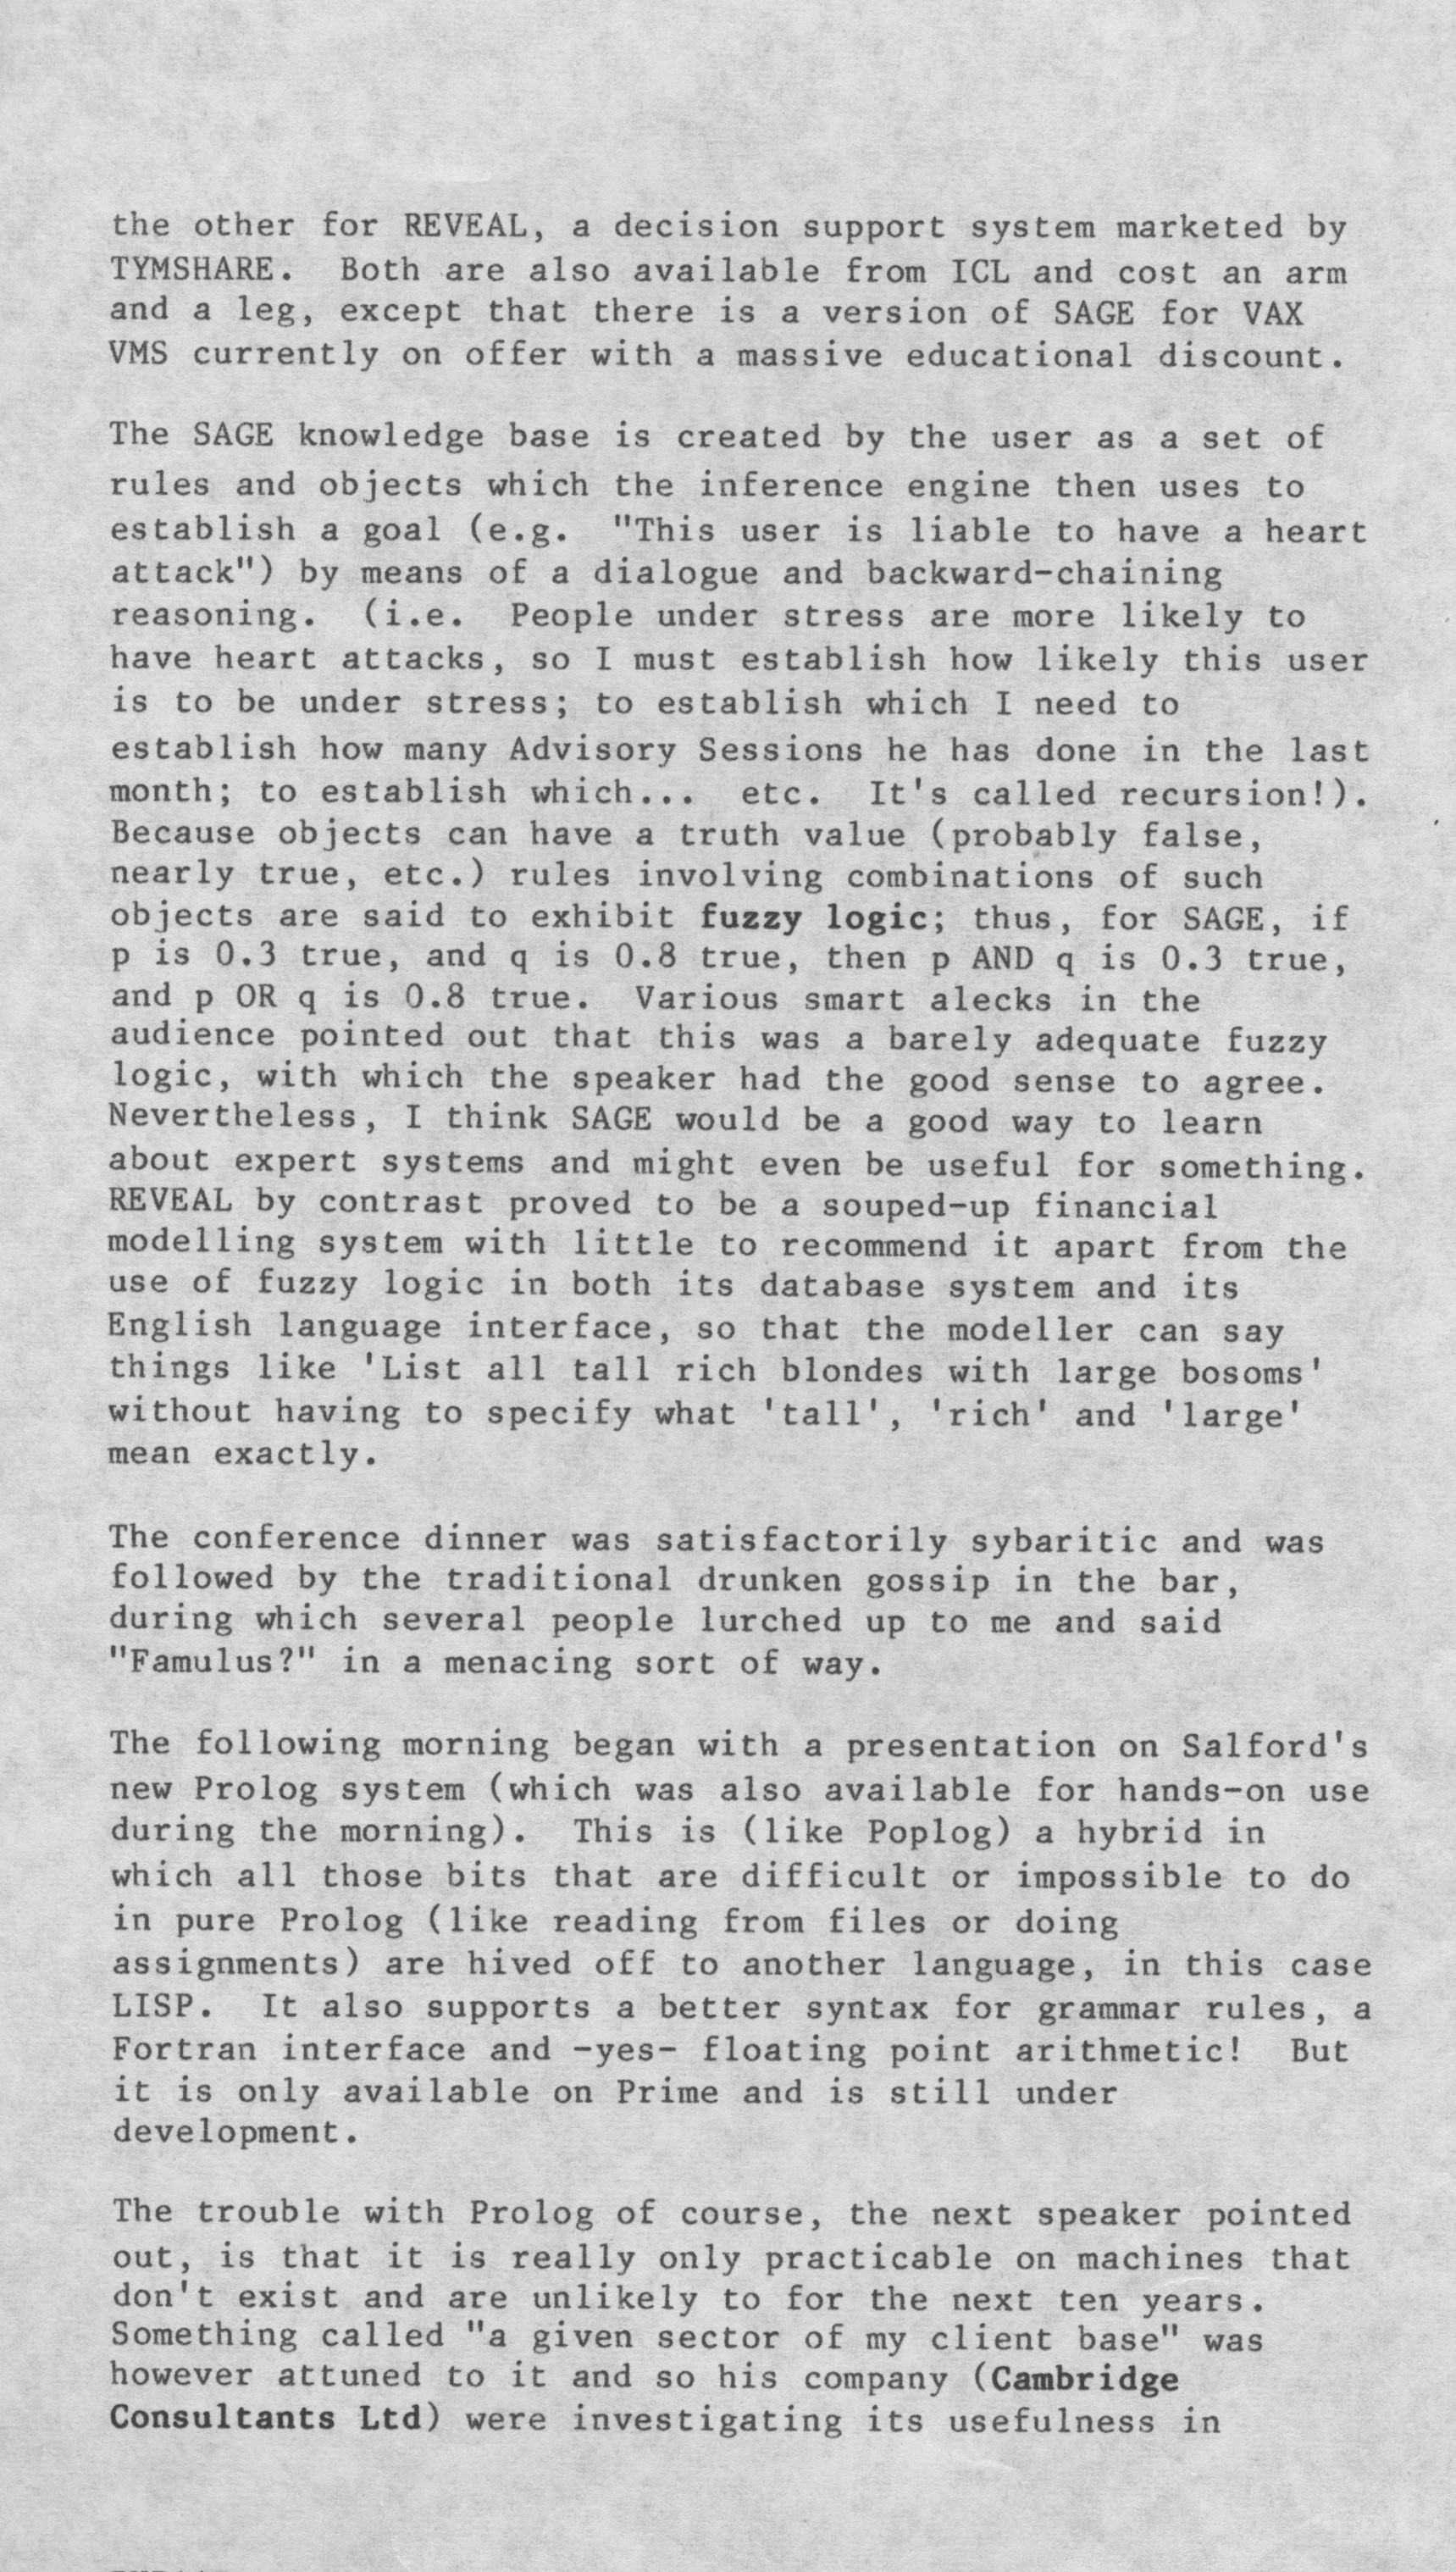 the other for REVEAL, a decision support system marketed by
TYMSHARE.  Both are also available from ICL and cost an arm
and a leg, except that there is a version of SAGE for VAX
VMS currently on offer with a massive educational discount.

The SAGE knowledge base is created by the user as a set of
rules and objects which the inference engine then uses to
establish a goal (e.g.  "This user is liable to have a heart
attack") by means of a dialogue and backward-chaining
reasoning.  (i.e.  People under stress are more likely to
have heart attacks, so I must establish how likely this user
is to be under stress; to establish which I need to
establish how many Advisory Sessions he has done in the last
month; to establish which...  etc.  It's called recursion!).
Because objects can have a truth value (probably false,
nearly true, etc.) rules involving combinations of such
objects are said to exhibit fuzzy logic; thus, for SAGE, if
p is 0.3 true, and q is 0.8 true, then p AND q is 0.3 true,
and p OR q is 0.8 true.  Various smart alecks in the
audience pointed out that this was a barely adequate fuzzy
logic, with which the speaker had the good sense to agree.
Nevertheless, I think SAGE would be a good way to learn
about expert systems and might even be useful for something.
REVEAL by contrast proved to be a souped-up financial
modelling system with little to recommend it apart from the
use of fuzzy logic in both its database system and its
English language interface, so that the modeller can say
things like 'List all tall rich blondes with large bosoms'
without having to specify what 'tall', 'rich' and 'large'
mean exactly.

The conference dinner was satisfactorily sybaritic and was
followed by the traditional drunken gossip in the bar,
during which several people lurched up to me and said
"Famulus?" in a menacing sort of way.

The following morning began with a presentation on Salford's
new Prolog system (which was also available for hands-on use
during the morning).  This is (like Poplog) a hybrid in
which all those bits that are difficult or impossible to do
in pure Prolog (like reading from files or doing
assignments) are hived off to another language, in this case
LISP.  It also supports a better syntax for grammar rules, a
Fortran interface and -yes- floating point arithmetic!  But
it is only available on Prime and is still under
development.

The trouble with Prolog of course, the next speaker pointed
out, is that it is really only practicable on machines that
don't exist and are unlikely to for the next ten years.
Something called "a given sector of my client base" was
however attuned to it and so his company (Cambridge
Consultants Ltd) were investigating its usefulness in